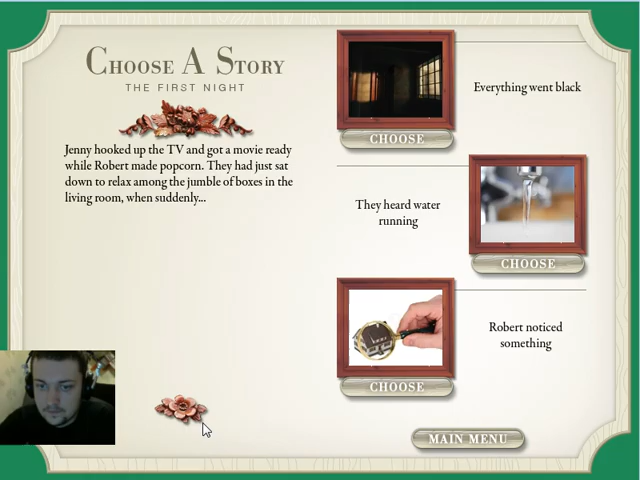 CHOOSE A STORY
THE FIRST NIGHT
Jenny hooked up the TV and got a movie ready
while Robert made popcorn. They had just sat
down to relax among the jumble of boxes in the
living room, when suddenly...
Everything went black
CHOOSE
They heard water
running
CHOOSE
Robert noticed
something
CHOOSE
MAIN MENU